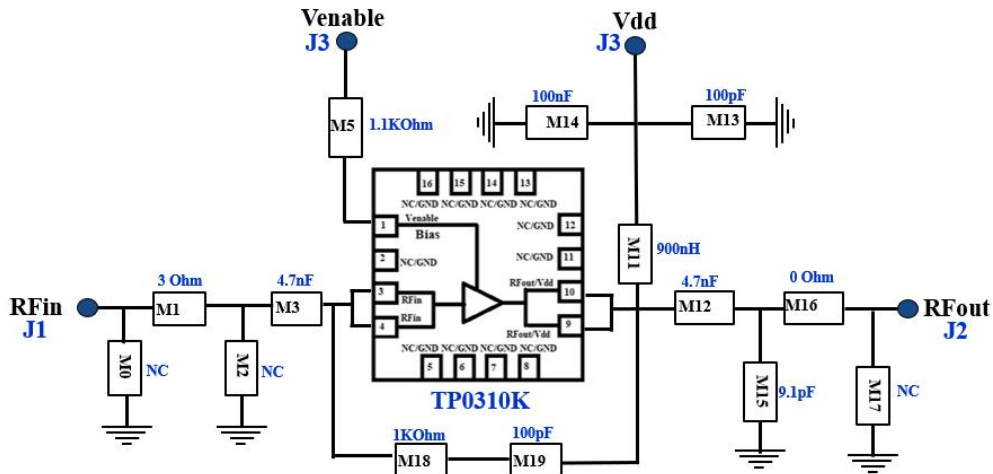 Venable
J3
Vdd
J3
100nF
M14
100pF
M13
M5
1.1KOhm
16 15 14 13
NC/GND NC/GND NC/GND NC/GND
1
Venable
Bias
NC/GND
12
2
NC/GND
NC/GND
11
M11
900nH
RFin
J1
3 Ohm
M1
4.7nF
M3
3
RFin
4
RFin
RFout/Vdd
10
9
RFout/Vdd
4.7nF
M12
0 Ohm
M16
RFout
J2
M0
NC
M2
NC
NC/GND NC/GND NC/GND NC/GND
5 6 7 8
TP0310K
M15
9.1pF
M17
NC
1KOhm
M18
100pF
M19